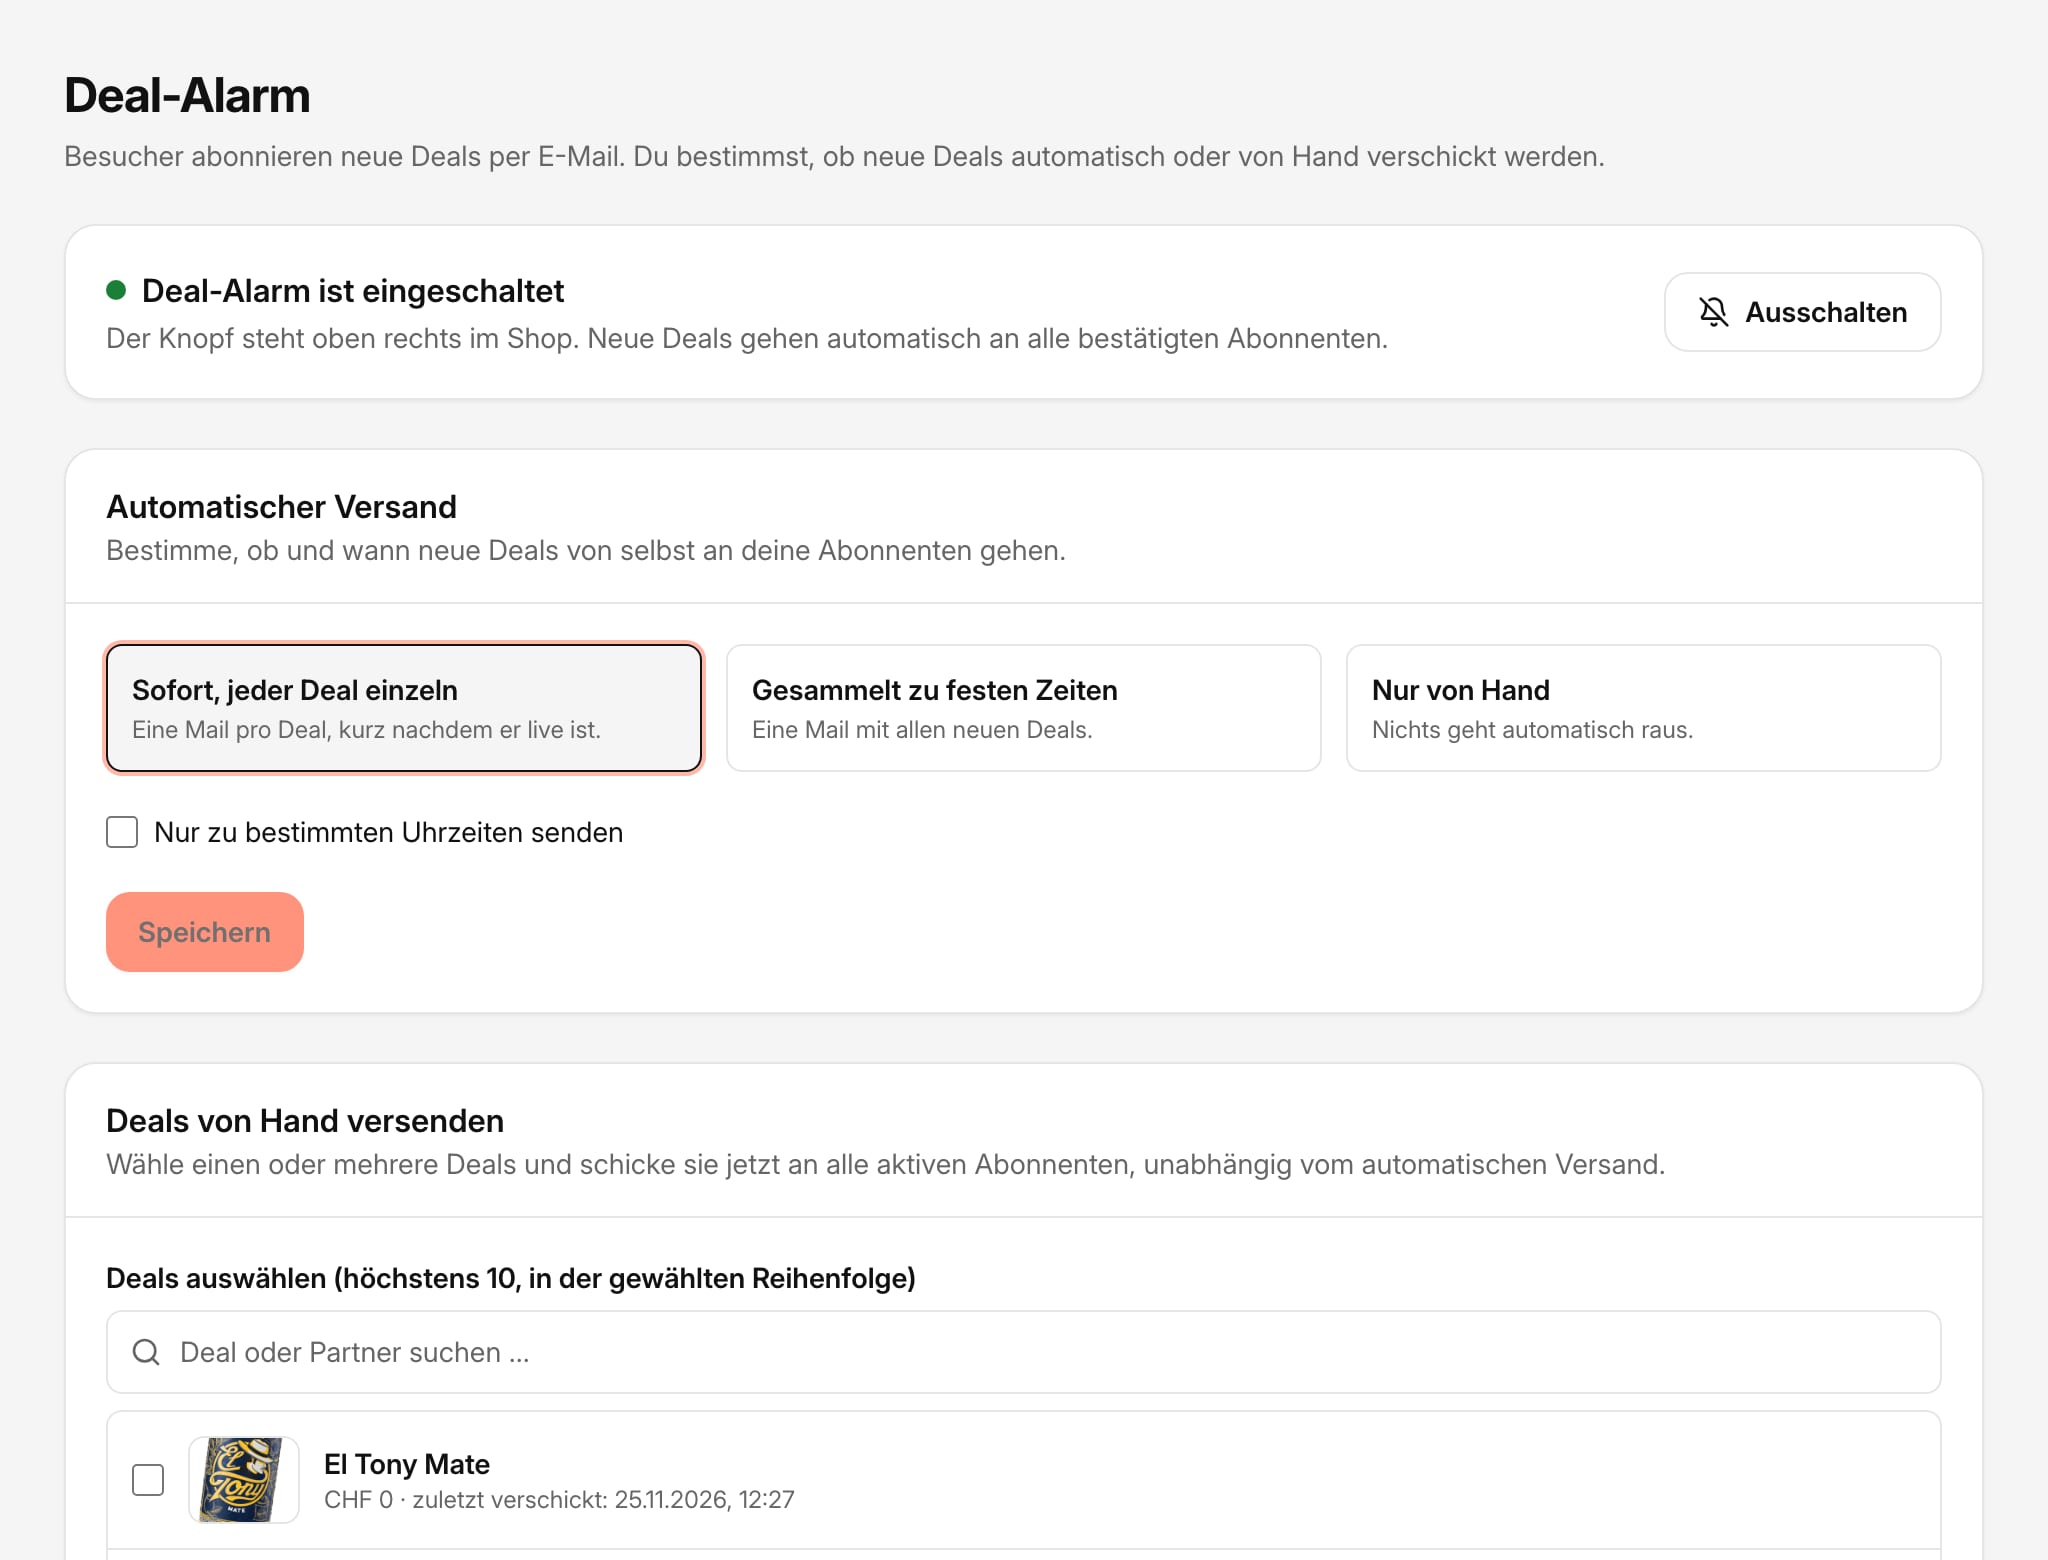 Deal-Alarm
Besucher abonnieren neue Deals per E-Mail. Du bestimmst, ob neue Deals automatisch oder von Hand verschickt werden.
Deal-Alarm ist eingeschaltet
Der Knopf steht oben rechts im Shop. Neue Deals gehen automatisch an alle bestätigten Abonnenten.
Ausschalten
Automatischer Versand
Bestimme, ob und wann neue Deals von selbst an deine Abonnenten gehen.
Sofort, jeder Deal einzeln
Eine Mail pro Deal, kurz nachdem er live ist.
Gesammelt zu festen Zeiten
Eine Mail mit allen neuen Deals.
Nur von Hand
Nichts geht automatisch raus.
Nur zu bestimmten Uhrzeiten senden
Speichern
Deals von Hand versenden
Wähle einen oder mehrere Deals und schicke sie jetzt an alle aktiven Abonnenten, unabhängig vom automatischen Versand.
Deals auswählen (höchstens 10, in der gewählten Reihenfolge)
Deal oder Partner suchen ...
El
Tony
MATE
El Tony Mate
CHF 0 · zuletzt verschickt: 25.11.2026, 12:27